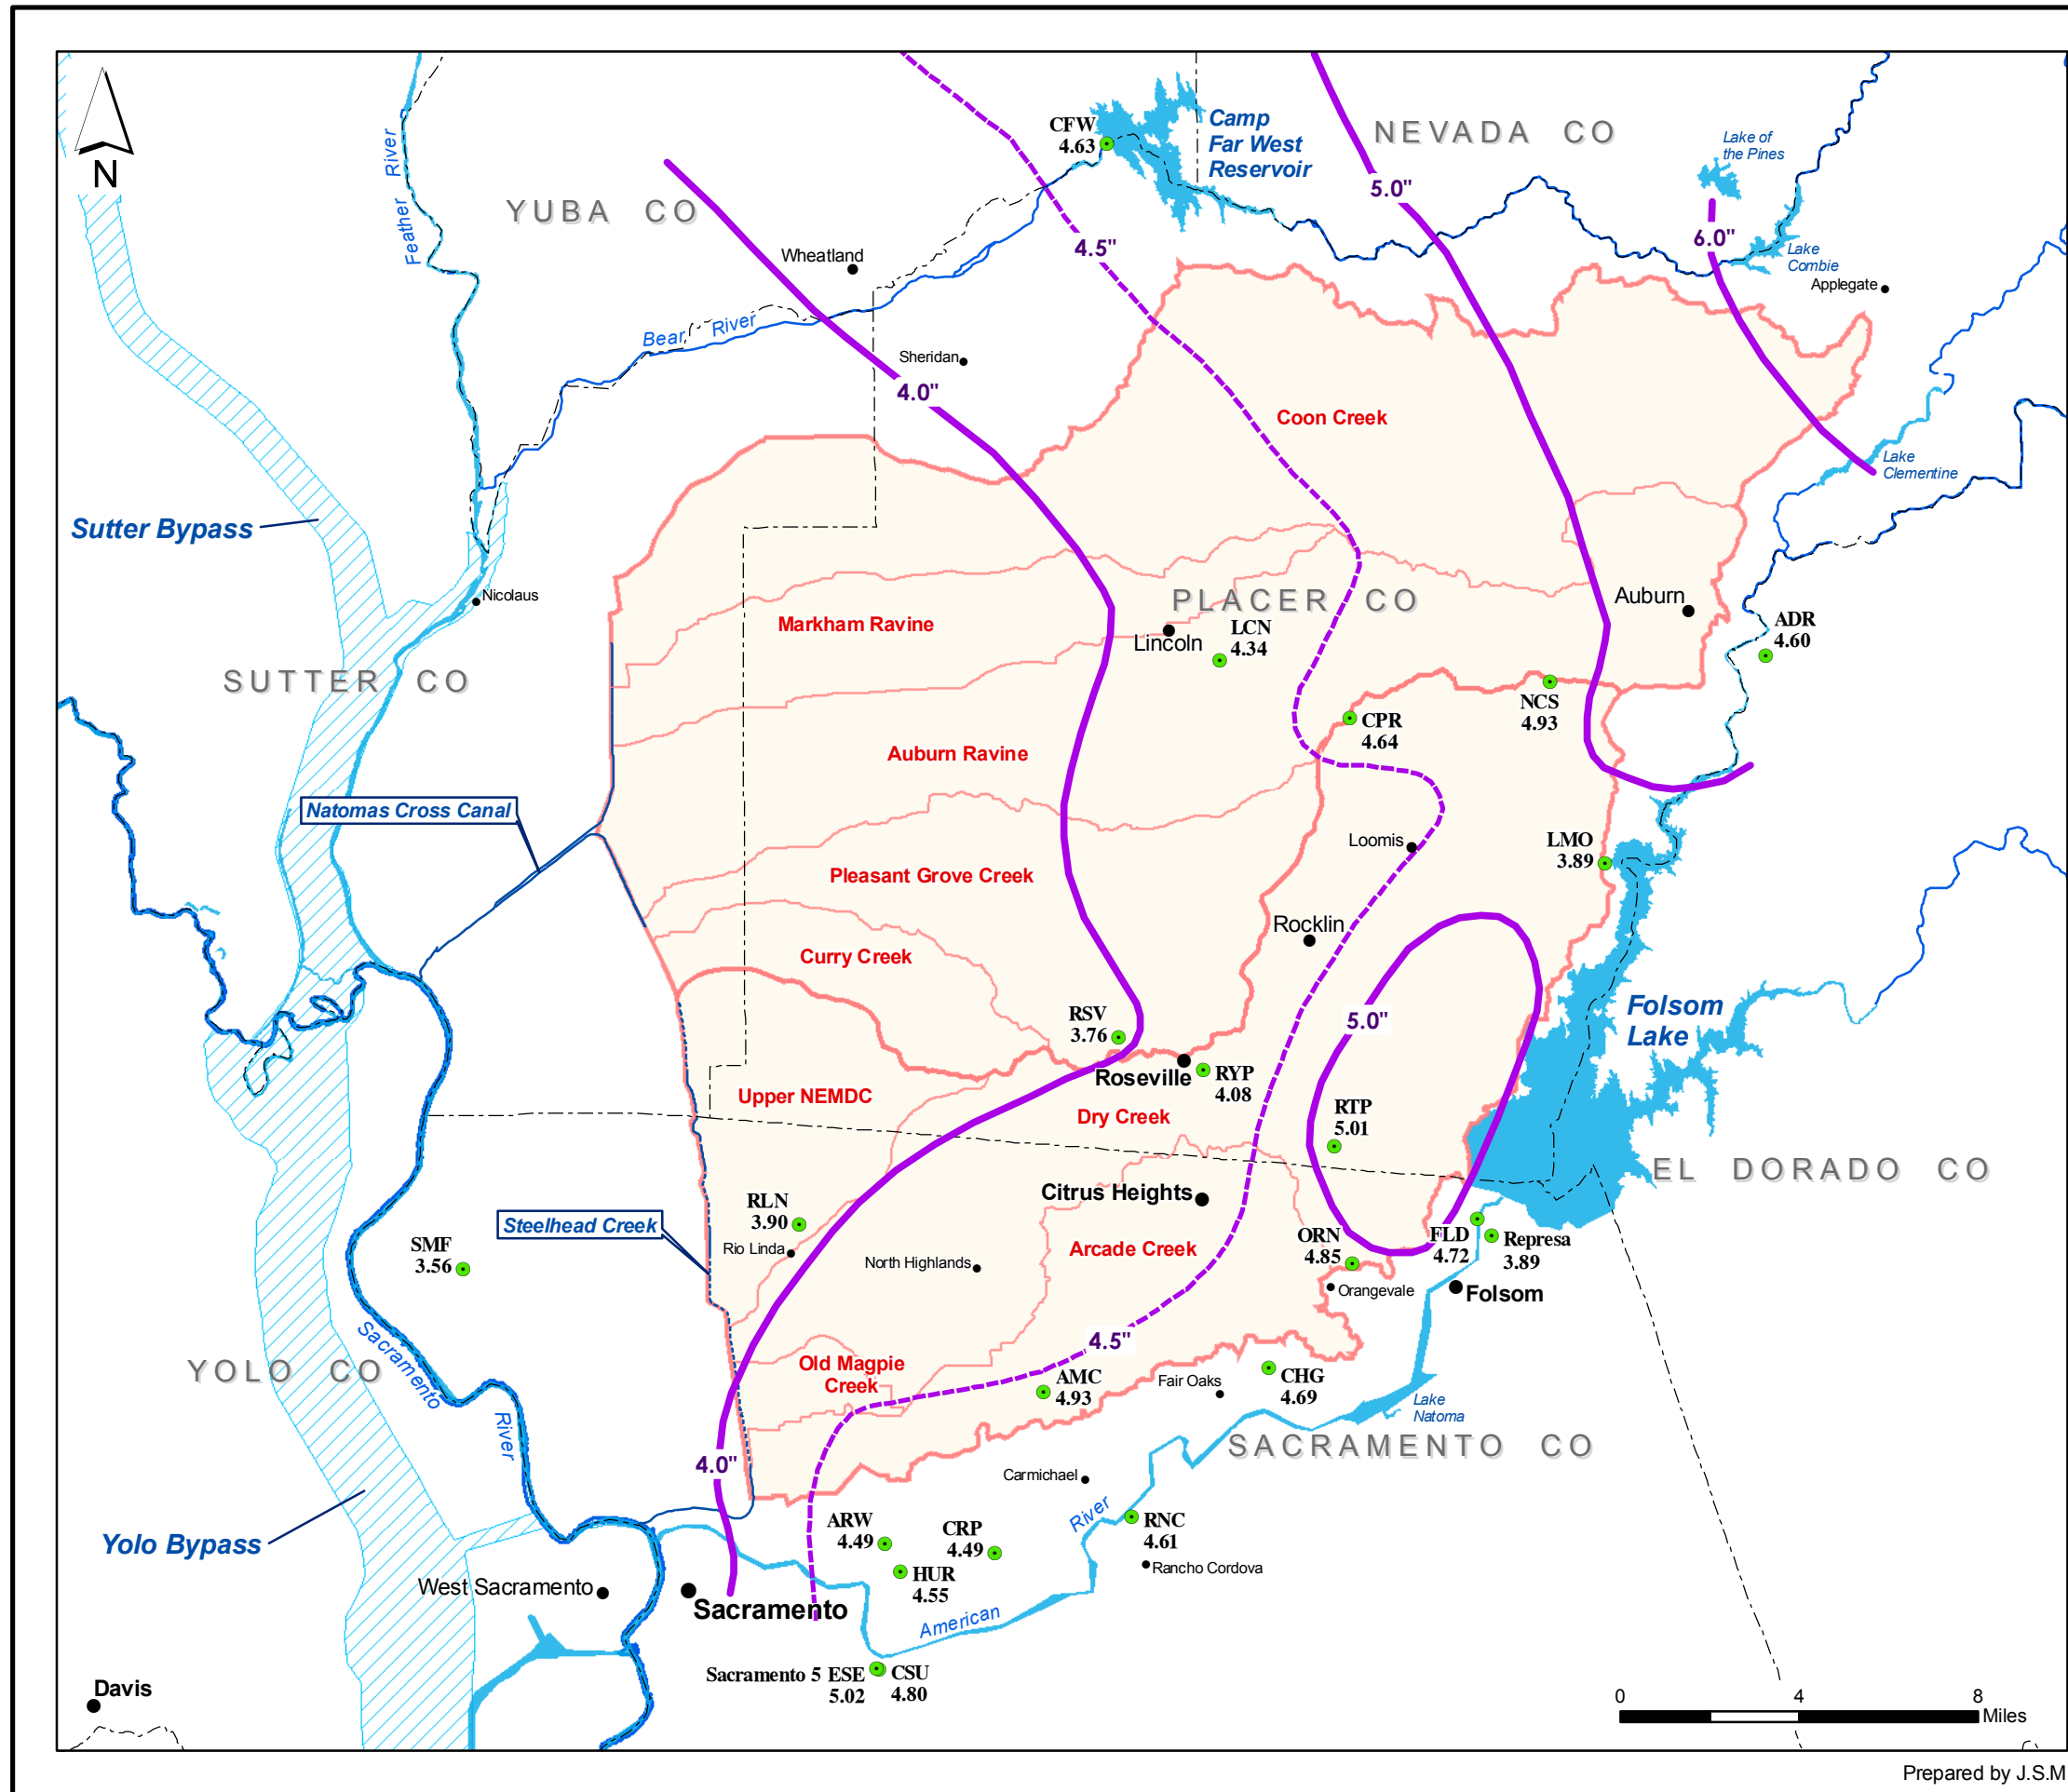 N
Feather River
CFW
4.63
Camp
Far West
Reservoir
NEVADA CO
Lake of
the Pines
5.0"
YUBA CO
4.5"
6.0"
Wheatland
Lake
Combie
Applegate
Bear River
Sheridan
4.0"
Coon Creek
Lake
Clementine
Sutter Bypass
Nicolaus
PLACER CO
Auburn
Markham Ravine
Lincoln
LCN
4.34
ADR
4.60
SUTTER CO
NCS
4.93
CPR
4.64
Auburn Ravine
Natomas Cross Canal
Loomis
LMO
3.89
Pleasant Grove Creek
Rocklin
Curry Creek
Folsom
Lake
RSV
3.76
5.0"
Roseville
RYP
4.08
Upper NEMDC
Dry Creek
RTP
5.01
EL DORADO CO
Citrus Heights
RLN
3.90
Steelhead Creek
Rio Linda
SMF
3.56
North Highlands
Arcade Creek
ORN
4.85
FLD
4.72
Represa
3.89
Orangevale
Folsom
4.5"
Sacramento River
YOLO CO
Old Magpie
Creek
AMC
4.93
Fair Oaks
CHG
4.69
Lake
Natoma
SACRAMENTO CO
4.0"
Carmichael
River
Yolo Bypass
ARW
4.49
CRP
4.49
RNC
4.61
HUR
4.55
Rancho Cordova
West Sacramento
Sacramento
American
Sacramento 5 ESE
5.02
CSU
4.80
Davis
0 4 8
Miles
Prepared by J.S.M